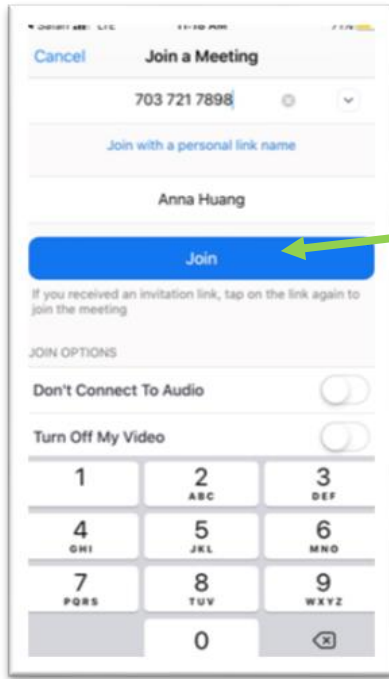 Cancel Join a Meeting
703 721 7898
Join with a personal link name
Anna Huang
Join
If you received an invitation link, tap on the link again to
join the meeting
JOIN OPTIONS
Don't Connect To Audio
Turn Off My Video
1 2 3
ABC DEF
4 5 6
GHI JKL MNO
7 8 9
PQRS TUV WXYZ
0